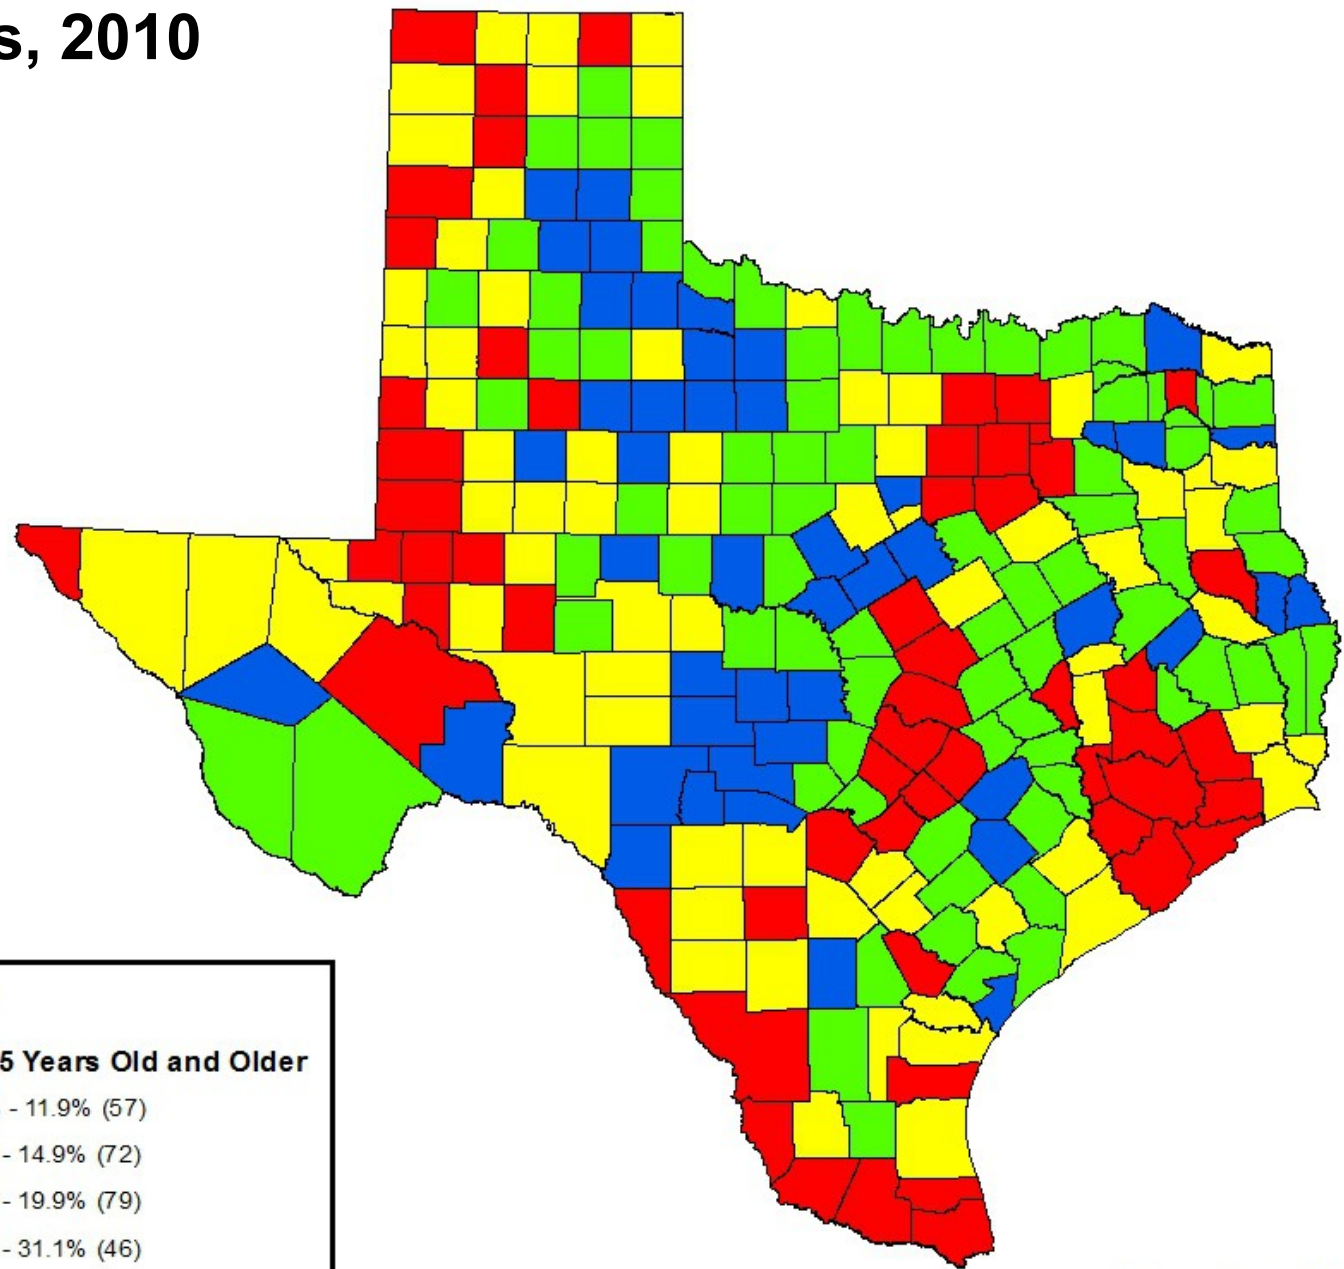 s, 2010
5 Years Old and Older
- 11.9% (57)
- 14.9% (72)
- 19.9% (79)
- 31.1% (46)